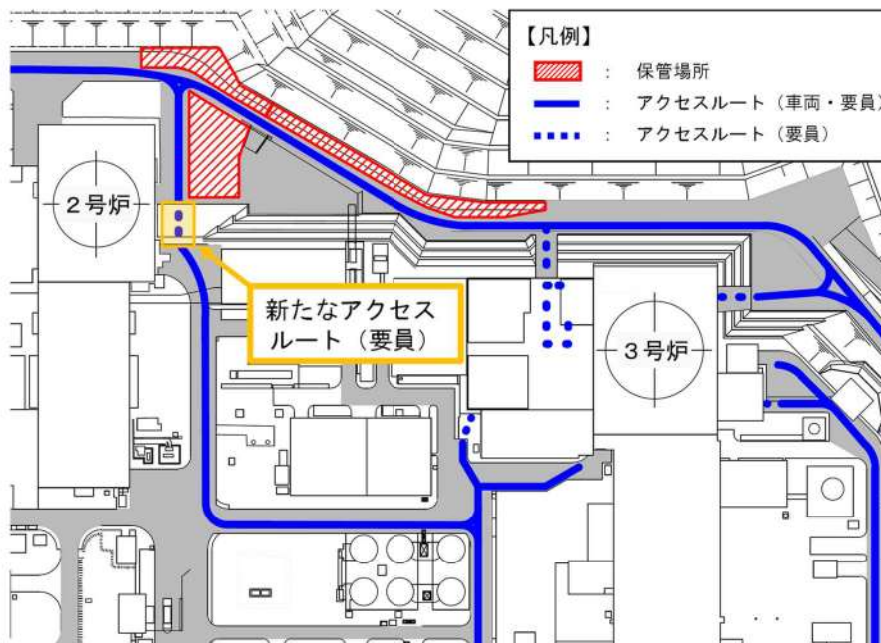 【凡例】
： 保管場所
： アクセスルート（車両・要員）
： アクセスルート（要員）
2号炉
新たなアクセス
ルート（要員）
3号炉